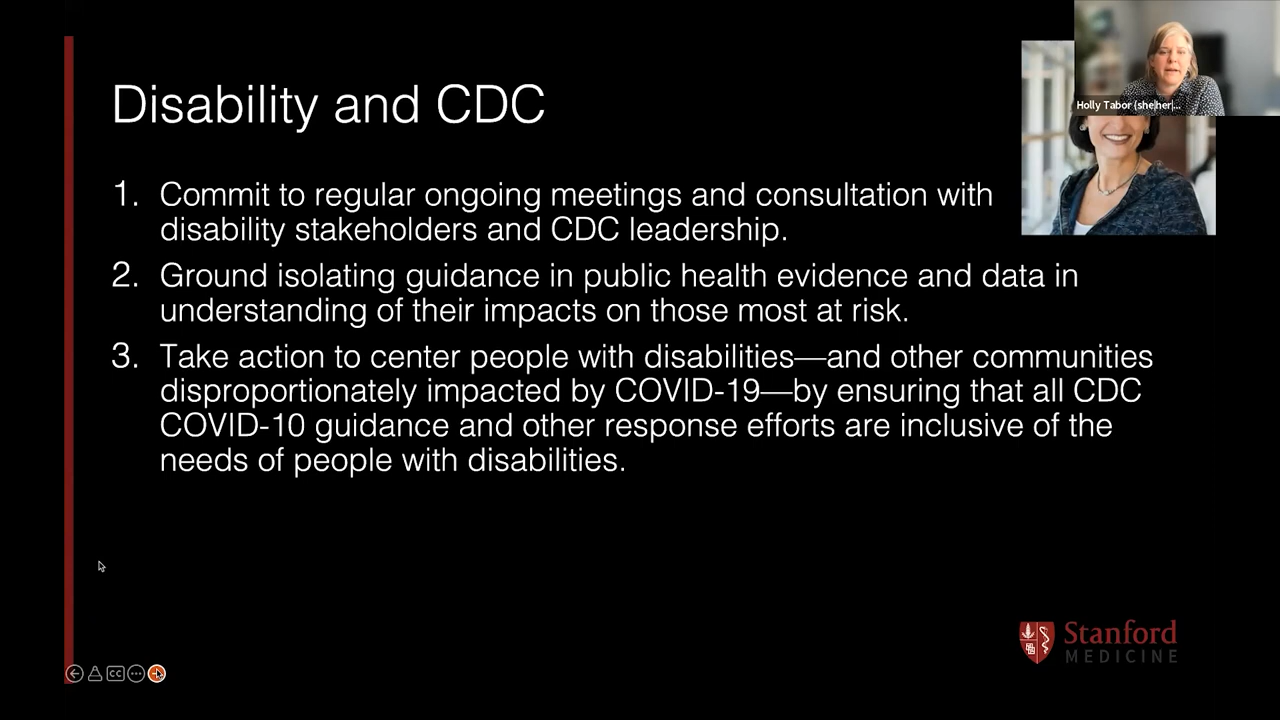 Disability and CDC
Holly Tabor (she|her|...
1. Commit to regular ongoing meetings and consultation with
disability stakeholders and CDC leadership.
2. Ground isolating guidance in public health evidence and data in
understanding of their impacts on those most at risk.
3. Take action to center people with disabilities—and other communities
disproportionately impacted by COVID-19—by ensuring that all CDC
COVID-10 guidance and other response efforts are inclusive of the
needs of people with disabilities.
Stanford
MEDICINE
CC